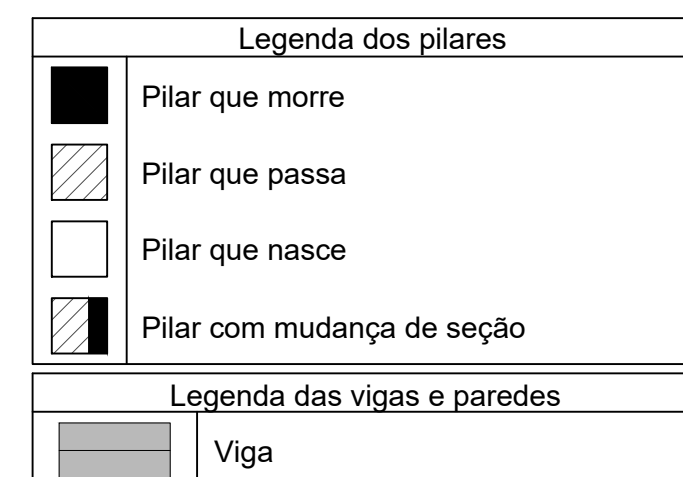 Legenda dos pilares
Pilar que morre
Pilar que passa
Pilar que nasce
Pilar com mudança de seção
Legenda das vigas e paredes
Viga